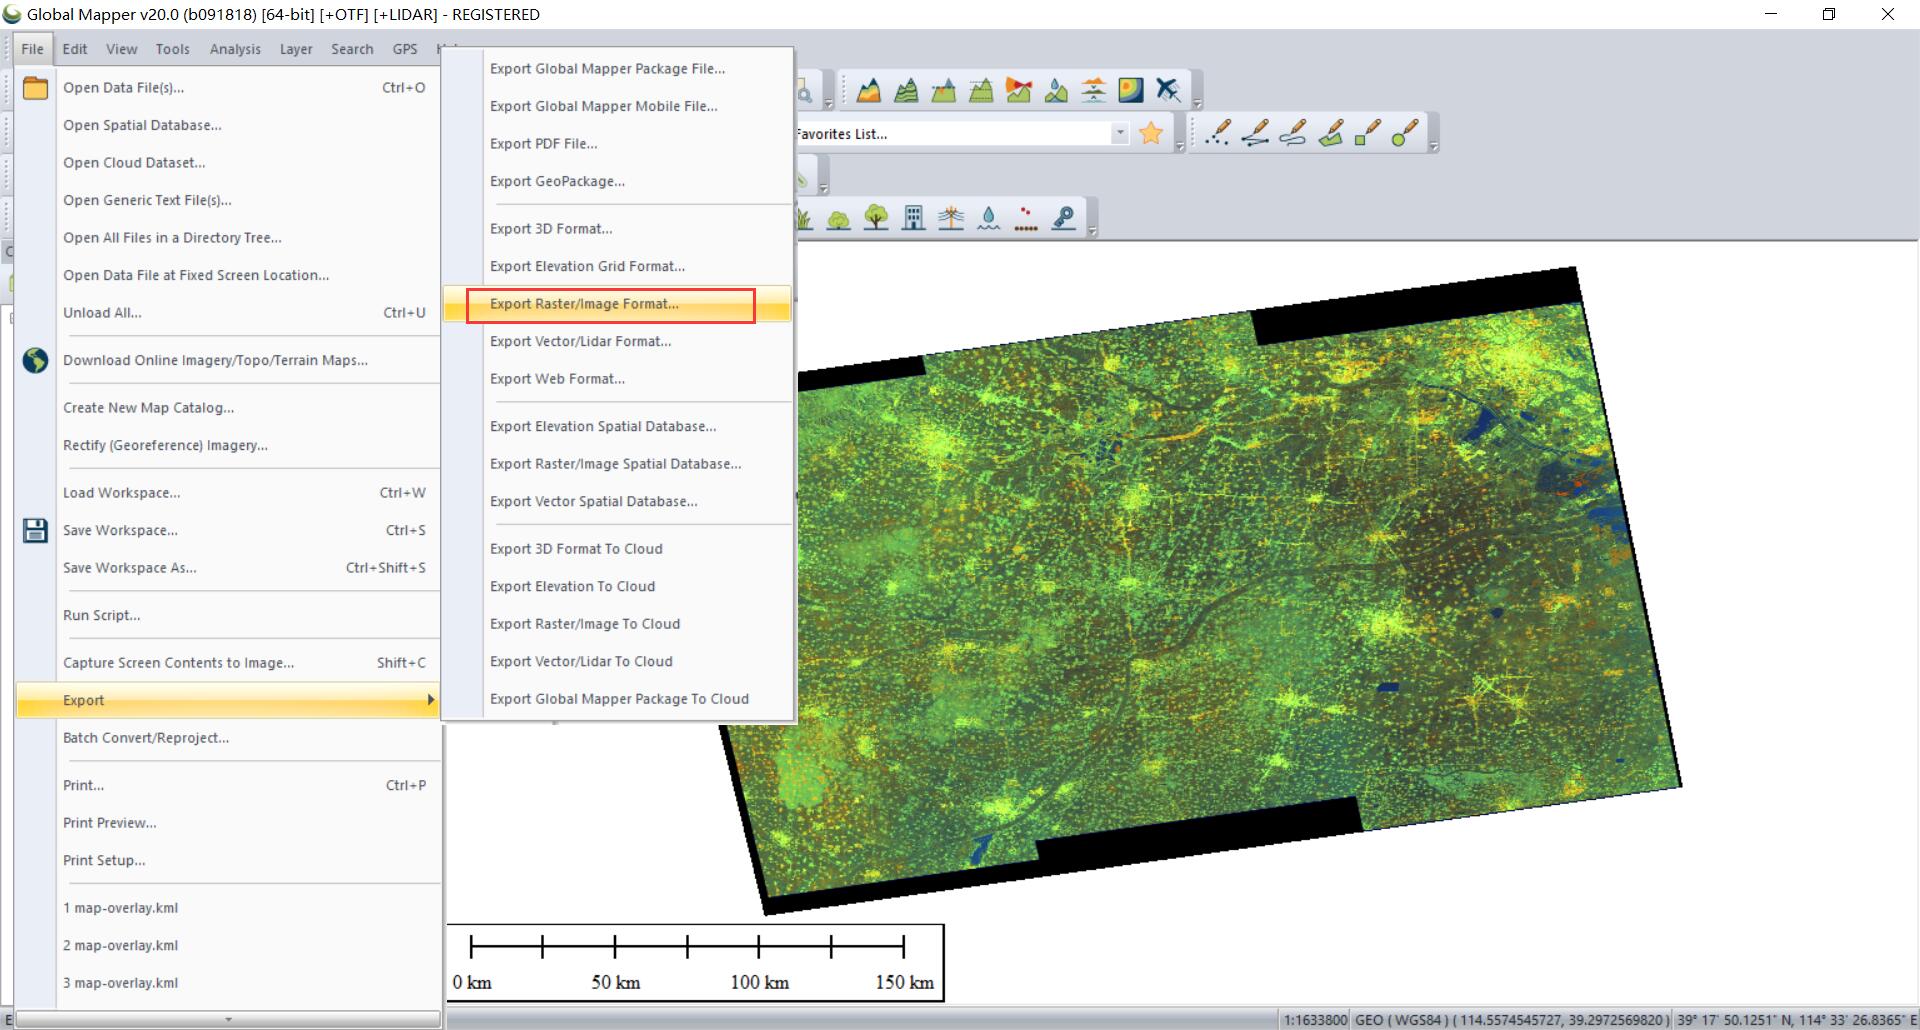 Global Mapper v20.0 (b091818) [64-bit] [+OTF] [+LIDAR] - REGISTERED
File Edit View Tools Analysis Layer Search GPS
Open Data File(s)... Ctrl+O
Open Spatial Database...
Open Cloud Dataset...
Open Generic Text File(s)...
Open All Files in a Directory Tree...
Open Data File at Fixed Screen Location...
Unload All... Ctrl+U
Download Online Imagery/Topo/Terrain Maps...
Create New Map Catalog...
Rectify (Georeference) Imagery...
Load Workspace... Ctrl+W
Save Workspace... Ctrl+S
Save Workspace As... Ctrl+Shift+S
Run Script...
Capture Screen Contents to Image... Shift+C
Export
Batch Convert/Reproject...
Print... Ctrl+P
Print Preview...
Print Setup...
1 map-overlay.kml
2 map-overlay.kml
3 map-overlay.kml
Export Global Mapper Package File...
Export Global Mapper Mobile File...
Export PDF File...
Export GeoPackage...
Export 3D Format...
Export Elevation Grid Format...
Export Raster/Image Format...
Export Vector/Lidar Format...
Export Web Format...
Export Elevation Spatial Database...
Export Raster/Image Spatial Database...
Export Vector Spatial Database...
Export 3D Format To Cloud
Export Elevation To Cloud
Export Raster/Image To Cloud
Export Vector/Lidar To Cloud
Export Global Mapper Package To Cloud
Favorites List...
0 km 50 km 100 km 150 km
1:1633800 GEO ( WGS84 ) ( 114.5574545727, 39.2972569820 ) 39° 17' 50.1251" N, 114° 33' 26.8365" E